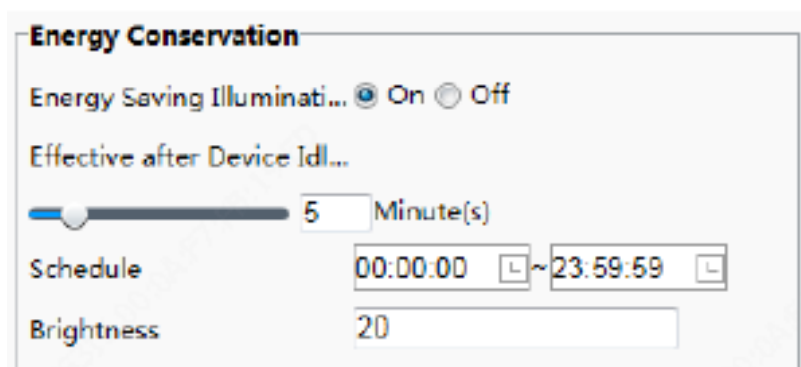 Energy Conservation
Energy Saving Illuminati... On Off
Effective after Device Idl...
5 Minute(s)
Schedule 00:00:00 ~ 23:59:59
Brightness 20